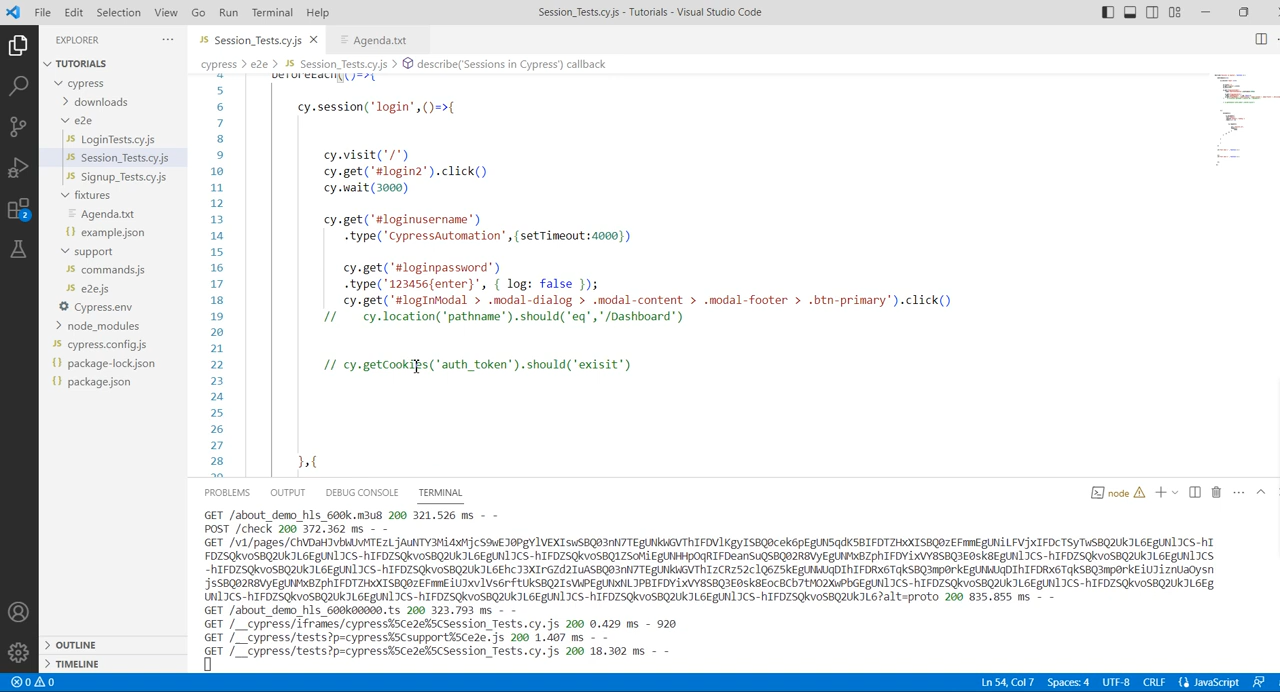 File Edit Selection View Go Run Terminal Help
Session_Tests.cy.js - Tutorials - Visual Studio Code
EXPLORER
TUTORIALS
cypress
downloads
e2e
LoginTests.cy.js
Session_Tests.cy.js
Signup_Tests.cy.js
fixtures
Agenda.txt
example.json
support
commands.js
e2e.js
Cypress.env
node_modules
cypress.config.js
package-lock.json
package.json
OUTLINE
TIMELINE
2
JS Session_Tests.cy.js Agenda.txt
cypress > e2e > JS Session_Tests.cy.js > describe('Sessions in Cypress') callback
4 beforeEach(()=>{
5
6 cy.session('login',()=>{
7
8
9 cy.visit('/')
10 cy.get('#login2').click()
11 cy.wait(3000)
12
13 cy.get('#loginusername')
14 .type('CypressAutomation',{setTimeout:4000})
15
16 cy.get('#loginpassword')
17 .type('123456{enter}', { log: false });
18 cy.get('#logInModal > .modal-dialog > .modal-content > .modal-footer > .btn-primary').click()
19 // cy.location('pathname').should('eq','/Dashboard')
20
21
22 // cy.getCookies('auth_token').should('exisit')
23
24
25
26
27
28 },{
29
PROBLEMS OUTPUT DEBUG CONSOLE TERMINAL
node
GET /about_demo_hls_600k.m3u8 200 321.526 ms - -
POST /check 200 372.362 ms - -
GET /about_demo_hls_600k00000.ts 200 323.793 ms - -
GET /__cypress/iframes/cypress%5Ce2e%5CSession_Tests.cy.js 200 0.429 ms - 920
GET /__cypress/tests?p=cypress%5Csupport%5Ce2e.js 200 1.407 ms - -
GET /__cypress/tests?p=cypress%5Ce2e%5CSession_Tests.cy.js 200 18.302 ms - -
0 0
Ln 54, Col 7 Spaces: 4 UTF-8 CRLF JavaScript